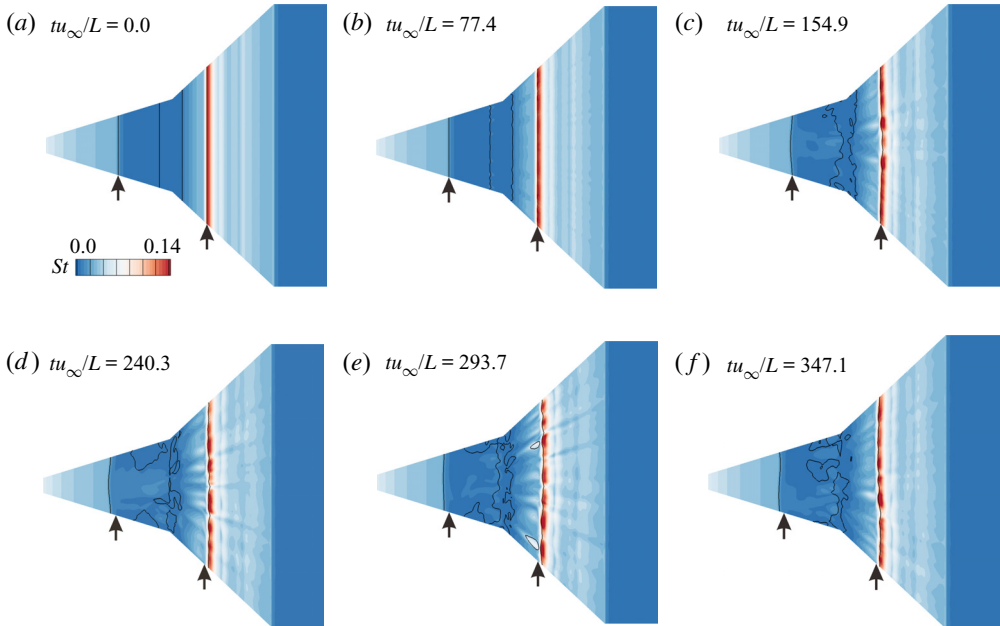 (a) tu∞/L = 0.0
(b) tu∞/L = 77.4
(c) tu∞/L = 154.9
0.0 0.14
St
(d) tu∞/L = 240.3
(e) tu∞/L = 293.7
(f) tu∞/L = 347.1